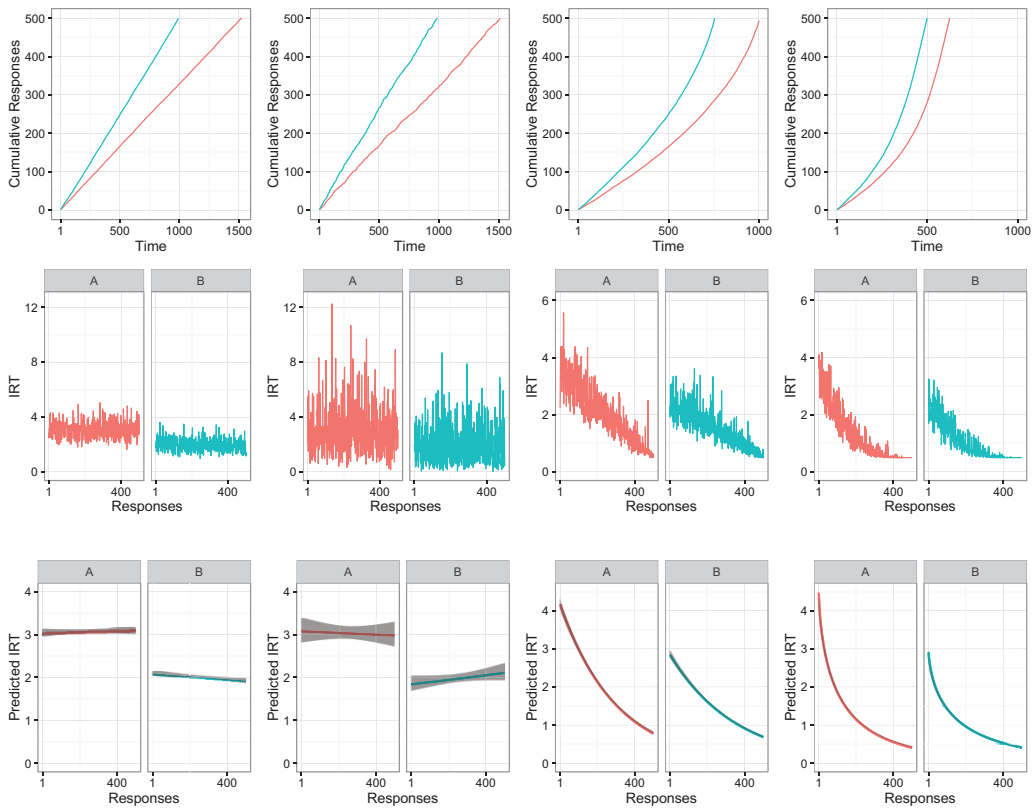 500
400
300
200
100
0
Cumulative Responses
1 500 1000 1500
Time
500
400
300
200
100
0
Cumulative Responses
1 500 1000 1500
Time
500
400
300
200
100
0
Cumulative Responses
1 500 1000
Time
500
400
300
200
100
0
Cumulative Responses
1 500 1000
Time
A B
12
8
4
0
IRT
1 400 400
Responses
A B
12
8
4
0
IRT
1 400 400
Responses
A B
6
4
2
0
IRT
1 400 1 400
Responses
A B
6
4
2
0
IRT
1 400 1 400
Responses
A B
4
3
2
1
0
Predicted IRT
1 400 1 400
Responses
A B
4
3
2
1
0
Predicted IRT
1 400 1 400
Responses
A B
4
3
2
1
0
Predicted IRT
1 400 1 400
Responses
A B
4
3
2
1
0
Predicted IRT
1 400 1 400
Responses